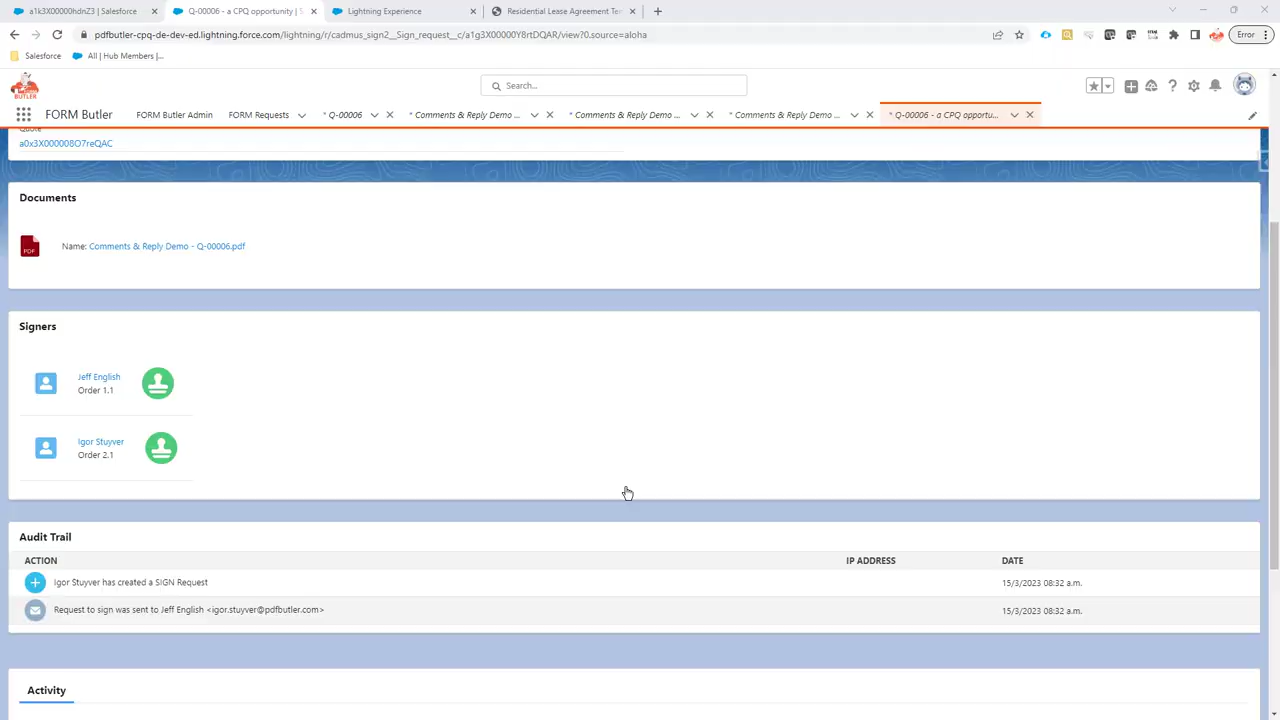 a1k3X00000hdnZ3 | Salesforce
Q-00006 - a CPQ opportunity | S
Lightning Experience
Residential Lease Agreement Tem
pdfbutler-cpq-de-dev-ed.lightning.force.com/lightning/r/cadmus_sign2__Sign_request__c/a1g3X00000Y8rtDQAR/view?0.source=aloha
Error
Salesforce
All | Hub Members |...
FORM BUTLER
Search...
FORM Butler
FORM Butler Admin
FORM Requests
* Q-00006
* Comments & Reply Demo ...
* Comments & Reply Demo ...
* Comments & Reply Demo ...
* Q-00006 - a CPQ opportu...
Quote
a0x3X000008O7reQAC
Documents
PDF
Name: Comments & Reply Demo - Q-00006.pdf
Signers
Jeff English
Order 1.1
Igor Stuyver
Order 2.1
Audit Trail
ACTION IP ADDRESS DATE
Igor Stuyver has created a SIGN Request 15/3/2023 08:32 a.m.
Request to sign was sent to Jeff English <igor.stuyver@pdfbutler.com> 15/3/2023 08:32 a.m.
Activity